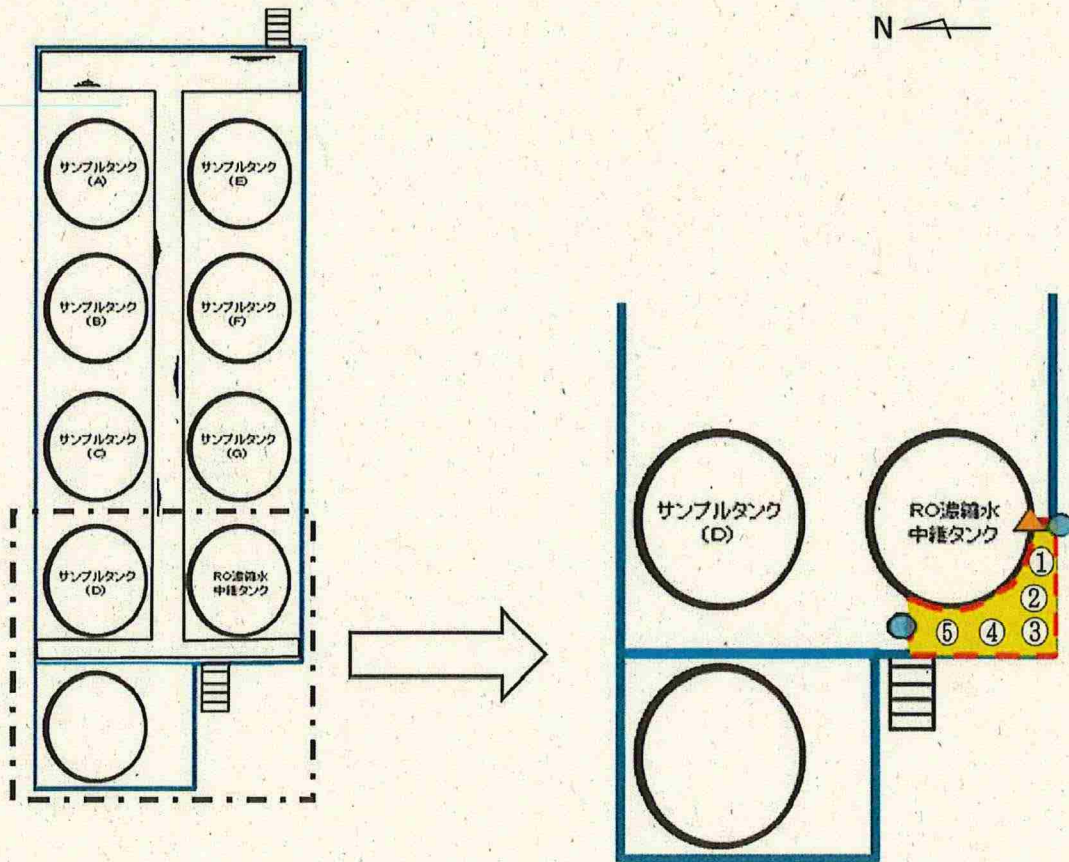 N
サンプルタンク
(A)
サンプルタンク
(E)
サンプルタンク
(B)
サンプルタンク
(F)
サンプルタンク
(C)
サンプルタンク
(G)
サンプルタンク
(D)
RO濃縮水
中継タンク
サンプルタンク
(D)
RO濃縮水
中継タンク
①
②
③
④
⑤